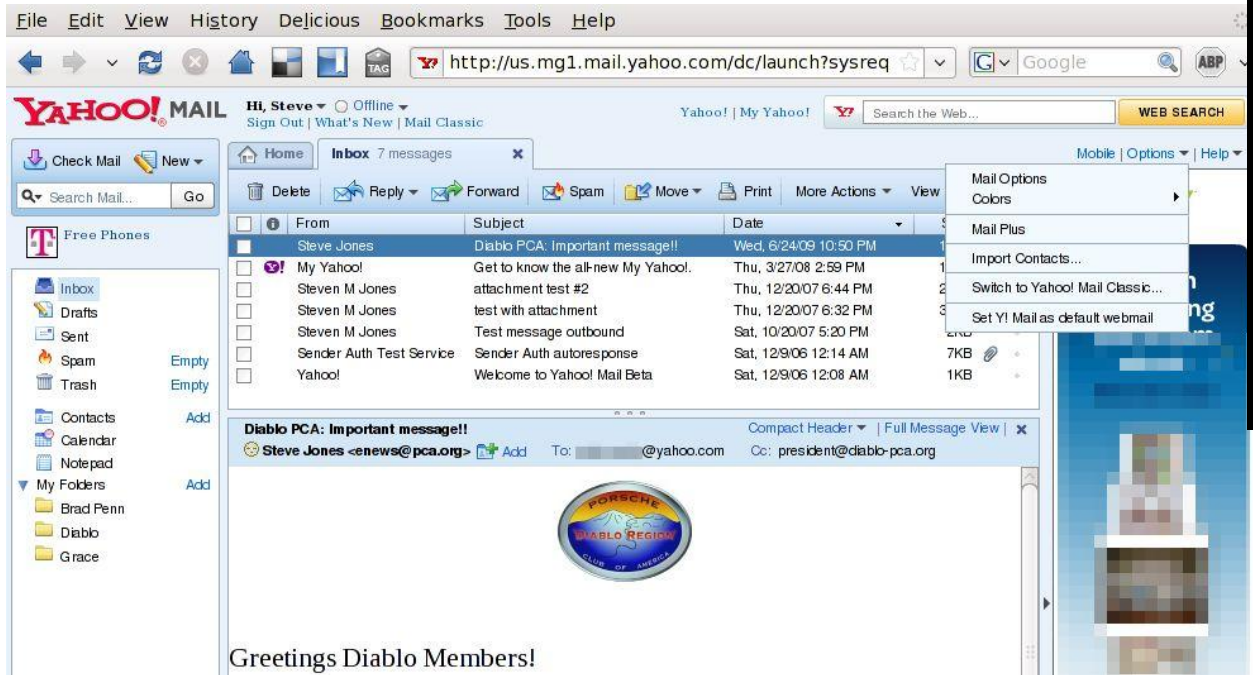 File Edit View History Delicious Bookmarks Tools Help
TAG http://us.mg1.mail.yahoo.com/dc/launch?sysreq G Google ABP
YAHOO! MAIL Hi, Steve Offline
Sign Out | What's New | Mail Classic
Yahoo! | My Yahoo! Search the Web... WEB SEARCH
Check Mail New Home Inbox 7 messages Mobile | Options | Help
Search Mail... Go Delete Reply Forward Spam Move Print More Actions View
Mail Options
Colors
Mail Plus
Import Contacts...
Switch to Yahoo! Mail Classic...
Set Y! Mail as default webmail
T Free Phones
From Subject Date
Steve Jones Diablo PCA: Important message!! Wed, 6/24/09 10:50 PM
My Yahoo! Get to know the all-new My Yahoo!. Thu, 3/27/08 2:59 PM
Steven M Jones attachment test #2 Thu, 12/20/07 6:44 PM
Steven M Jones test with attachment Thu, 12/20/07 6:32 PM
Steven M Jones Test message outbound Sat, 10/20/07 5:20 PM 2KB
Sender Auth Test Service Sender Auth autoresponse Sat, 12/9/06 12:14 AM 7KB
Yahoo! Welcome to Yahoo! Mail Beta Sat, 12/9/06 12:08 AM 1KB
Inbox
Drafts
Sent
Spam Empty
Trash Empty
Contacts Add
Calendar
Notepad
My Folders Add
Brad Penn
Diablo
Grace
Diablo PCA: Important message!! Compact Header | Full Message View |
Steve Jones <enews@pca.org> Add To: @yahoo.com Cc: president@diablo-pca.org
PORSCHE
DIABLO REGION
CLUB OF AMERICA
Greetings Diablo Members!